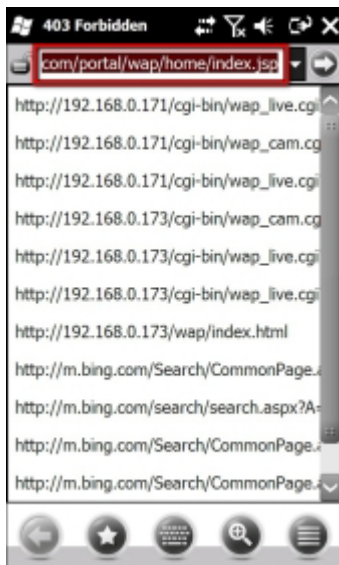 403 Forbidden
com/portal/wap/home/index.jsp
http://192.168.0.171/cgi-bin/wap_live.cgi
http://192.168.0.171/cgi-bin/wap_cam.cg
http://192.168.0.171/cgi-bin/wap_live.cgi
http://192.168.0.173/cgi-bin/wap_cam.cg
http://192.168.0.173/cgi-bin/wap_live.cgi
http://192.168.0.173/cgi-bin/wap_live.cgi
http://192.168.0.173/wap/index.html
http://m.bing.com/Search/CommonPage.a
http://m.bing.com/search/search.aspx?A=
http://m.bing.com/Search/CommonPage.a
http://m.bing.com/Search/CommonPage.a